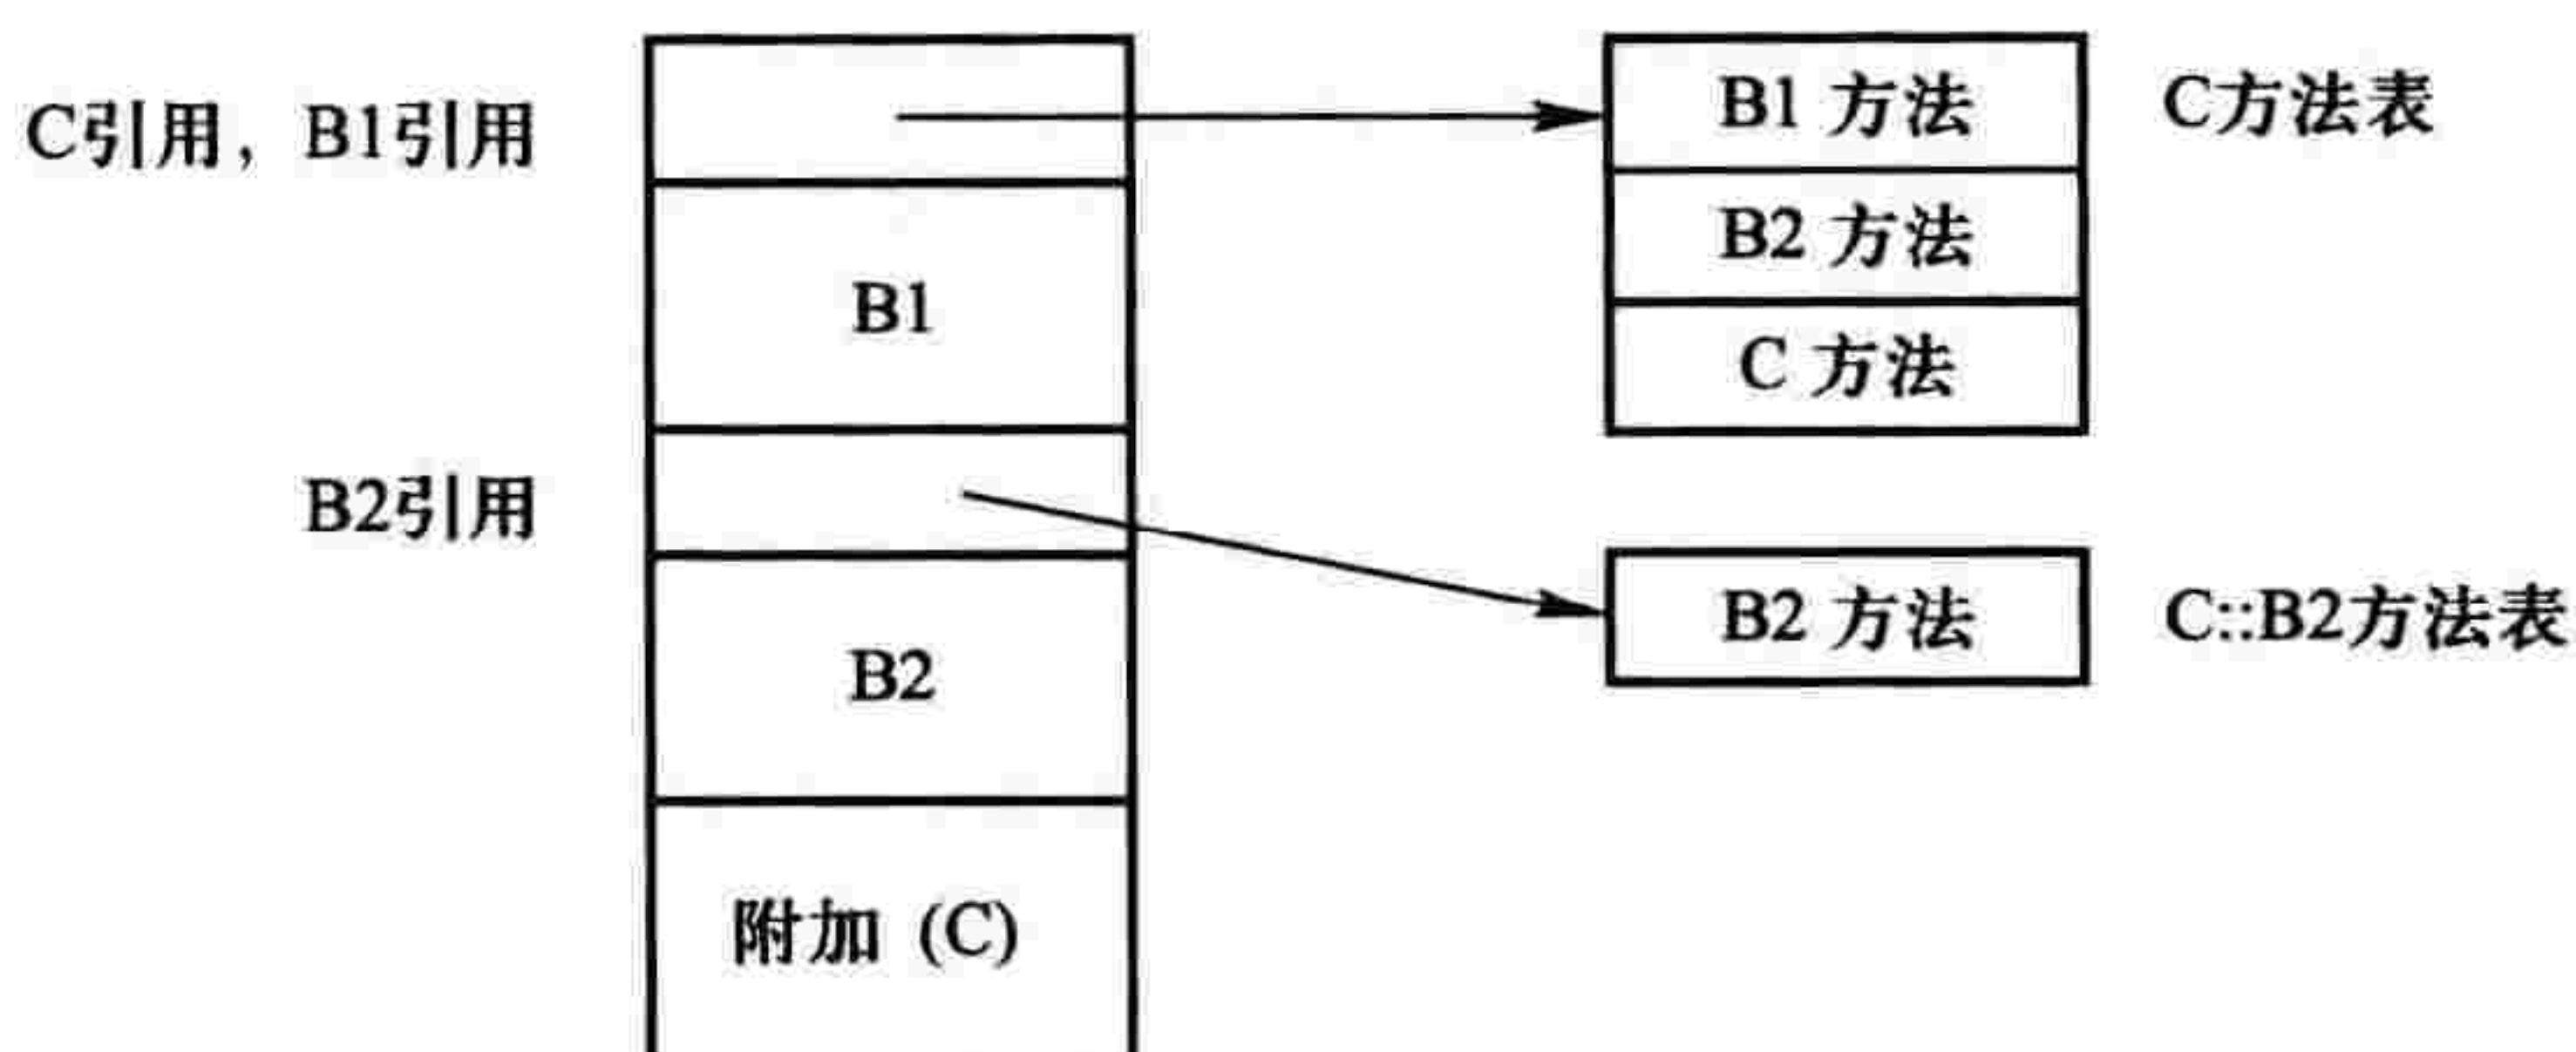 C引用，B1引用
B1 方法
C方法表
B2 方法
C 方法
B1
B2引用
B2 方法
C::B2方法表
B2
附加 (C)